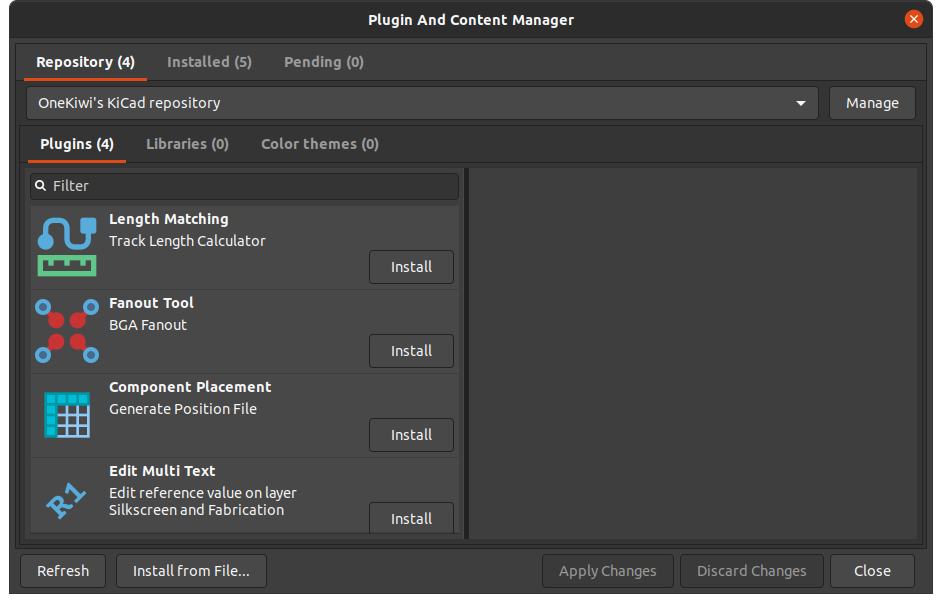 Plugin And Content Manager
Repository (4) Installed (5) Pending (0)
OneKiwi's KiCad repository Manage
Plugins (4) Libraries (0) Color themes (0)
Filter
Length Matching
Track Length Calculator
Install
Fanout Tool
BGA Fanout
Install
Component Placement
Generate Position File
Install
R1
Edit Multi Text
Edit reference value on layer
Silkscreen and Fabrication
Install
Refresh Install from File... Apply Changes Discard Changes Close